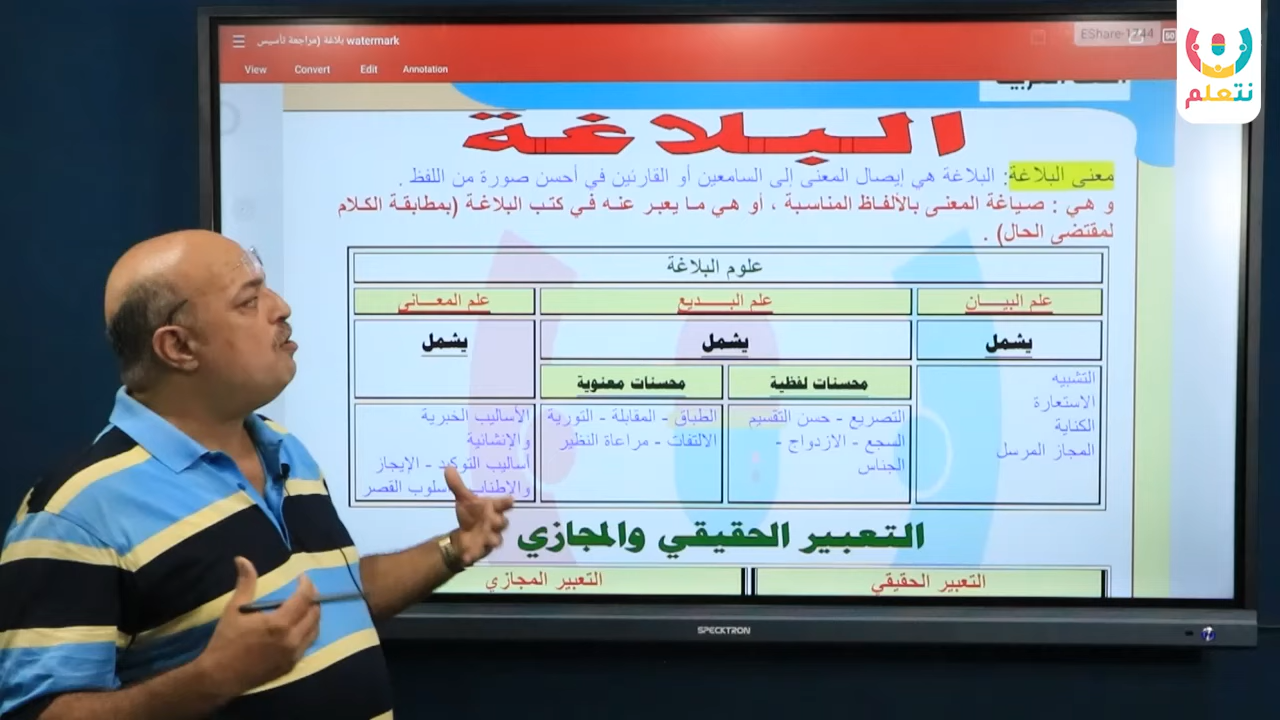 EShare-1744
50
بلاغة (مراجعة تأسيس watermark
View Convert Edit Annotation
نتعلم
البلاغة
معنى البلاغة: البلاغة هي إيصال المعنى إلى السامعين أو القارئين في أحسن صورة من اللفظ .
و هي : صياغة المعنى بالألفاظ المناسبة ، أو هي ما يعبر عنه في كتب البلاغة (بمطابقة الكلام
لمقتضى الحال) .
علوم البلاغة
علم البيـــان
علم البـــديع
علم المعـــانى
يشمل
يشمل
يشمل
التشبيه
الاستعارة
الكناية
المجاز المرسل
محسنات لفظية
محسنات معنوية
التصريع - حسن التقسيم
السجع - الازدواج -
الجناس
الطباق - المقابلة - التورية
الالتفات - مراعاة النظير
الأساليب الخبرية
والإنشائية
أساليب التوكيد - الإيجاز
والإطناب أسلوب القصر
التعبير الحقيقي والمجازي
التعبير الحقيقي
التعبير المجازي
SPECKTRON